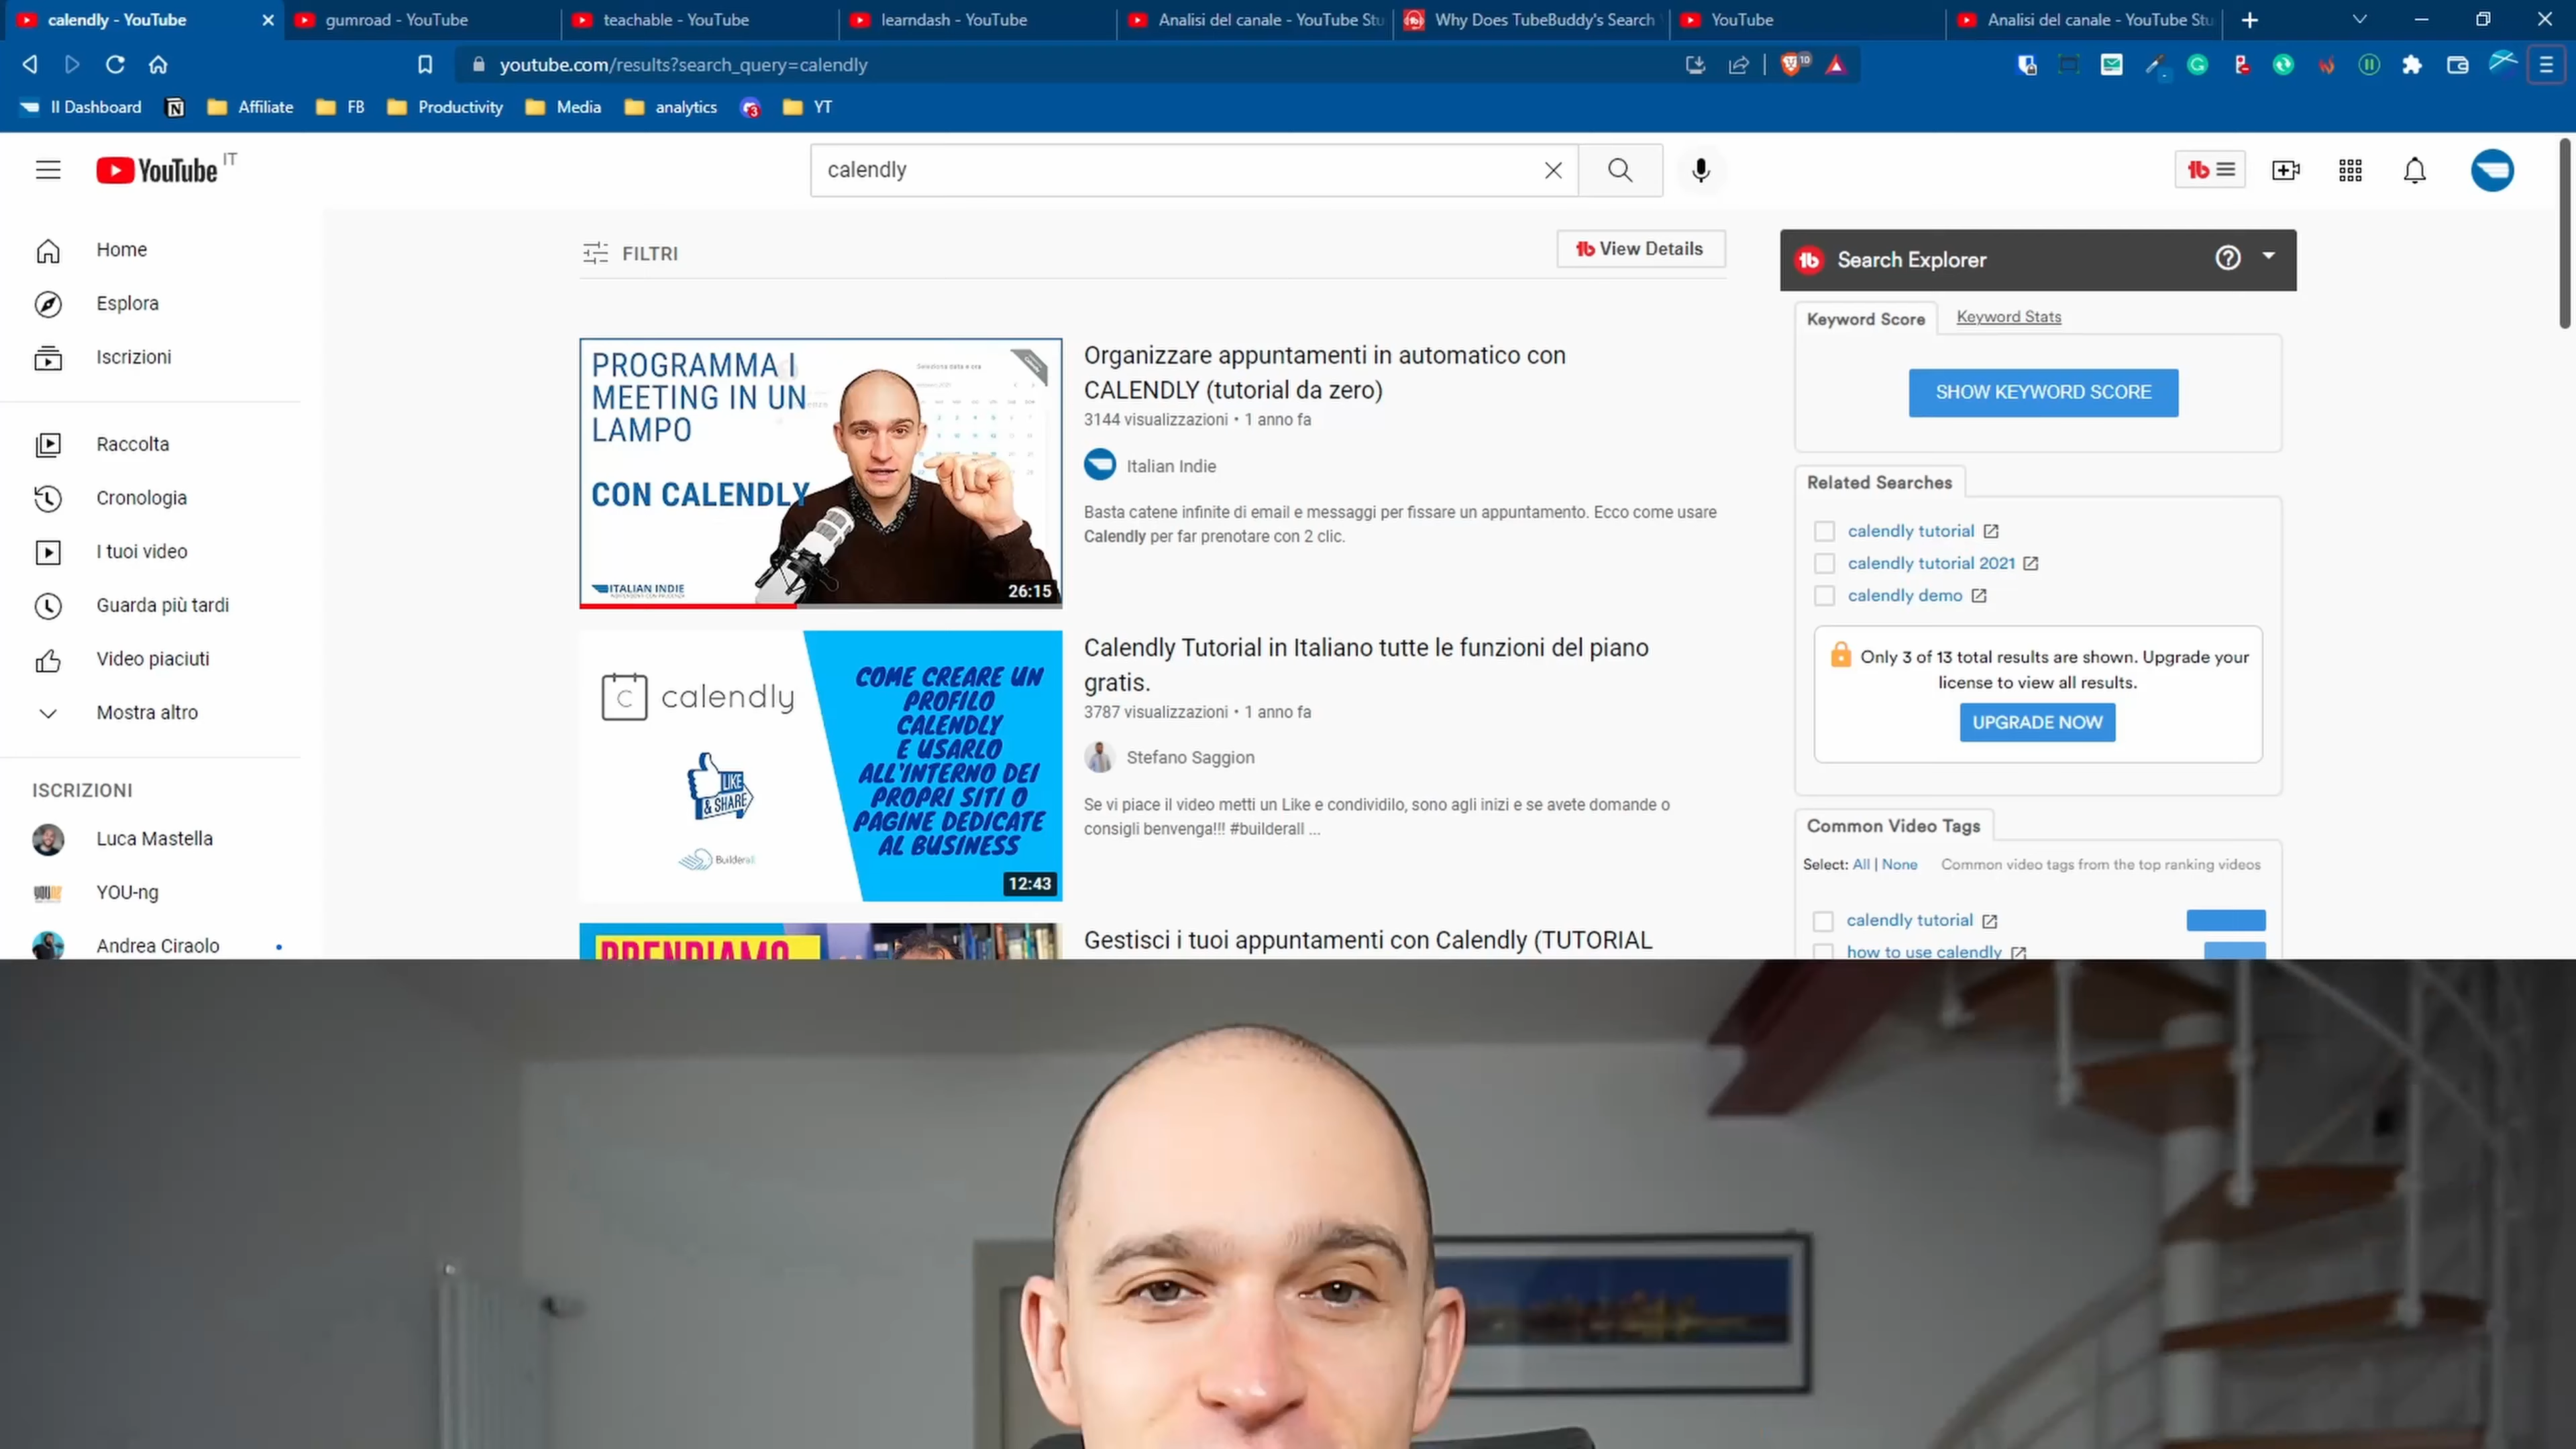 calendly - YouTube
gumroad - YouTube
teachable - YouTube
learndash - YouTube
Analisi del canale - YouTube Stu
Why Does TubeBuddy's Search
YouTube
Analisi del canale - YouTube Stu
youtube.com/results?search_query=calendly
10
II Dashboard
Affiliate
FB
Productivity
Media
analytics
3
YT
YouTube IT
calendly
FILTRI
View Details
Home
Esplora
Iscrizioni
Raccolta
Cronologia
I tuoi video
Guarda più tardi
Video piaciuti
Mostra altro
ISCRIZIONI
Luca Mastella
YOU-ng
Andrea Ciraolo
PROGRAMMA I
MEETING IN UN
LAMPO
CON CALENDLY
Seleziona data e ora
ITALIAN INDIE
26:15
Organizzare appuntamenti in automatico con
CALENDLY (tutorial da zero)
3144 visualizzazioni • 1 anno fa
Italian Indie
Basta catene infinite di email e messaggi per fissare un appuntamento. Ecco come usare
Calendly per far prenotare con 2 clic.
calendly
LIKE
& SHARE
Builderall
COME CREARE UN
PROFILO
CALENDLY
E USARLO
ALL'INTERNO DEI
PROPRI SITI O
PAGINE DEDICATE
AL BUSINESS
12:43
Calendly Tutorial in Italiano tutte le funzioni del piano
gratis.
3787 visualizzazioni • 1 anno fa
Stefano Saggion
Se vi piace il video metti un Like e condividilo, sono agli inizi e se avete domande o
consigli benvenga!!! #builderall ...
PRENDIAMO
Gestisci i tuoi appuntamenti con Calendly (TUTORIAL
Search Explorer
Keyword Score
Keyword Stats
SHOW KEYWORD SCORE
Related Searches
calendly tutorial
calendly tutorial 2021
calendly demo
Only 3 of 13 total results are shown. Upgrade your
license to view all results.
UPGRADE NOW
Common Video Tags
Select: All | None Common video tags from the top ranking videos
calendly tutorial
how to use calendly